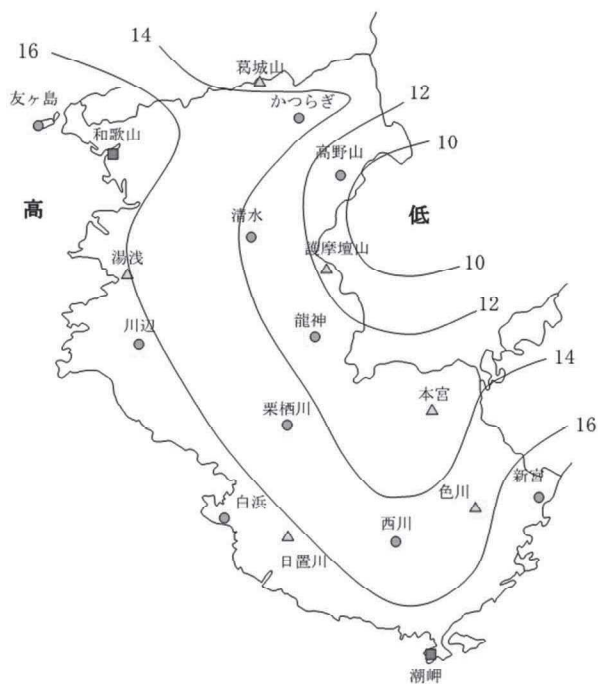 14
16
葛城山
友ヶ島
かつらぎ
12
和歌山
高野山
10
高
清水
低
護摩壇山
湯浅
10
12
川辺
龍神
14
栗栖川
本宮
16
色川
新宮
白浜
西川
日置川
潮岬